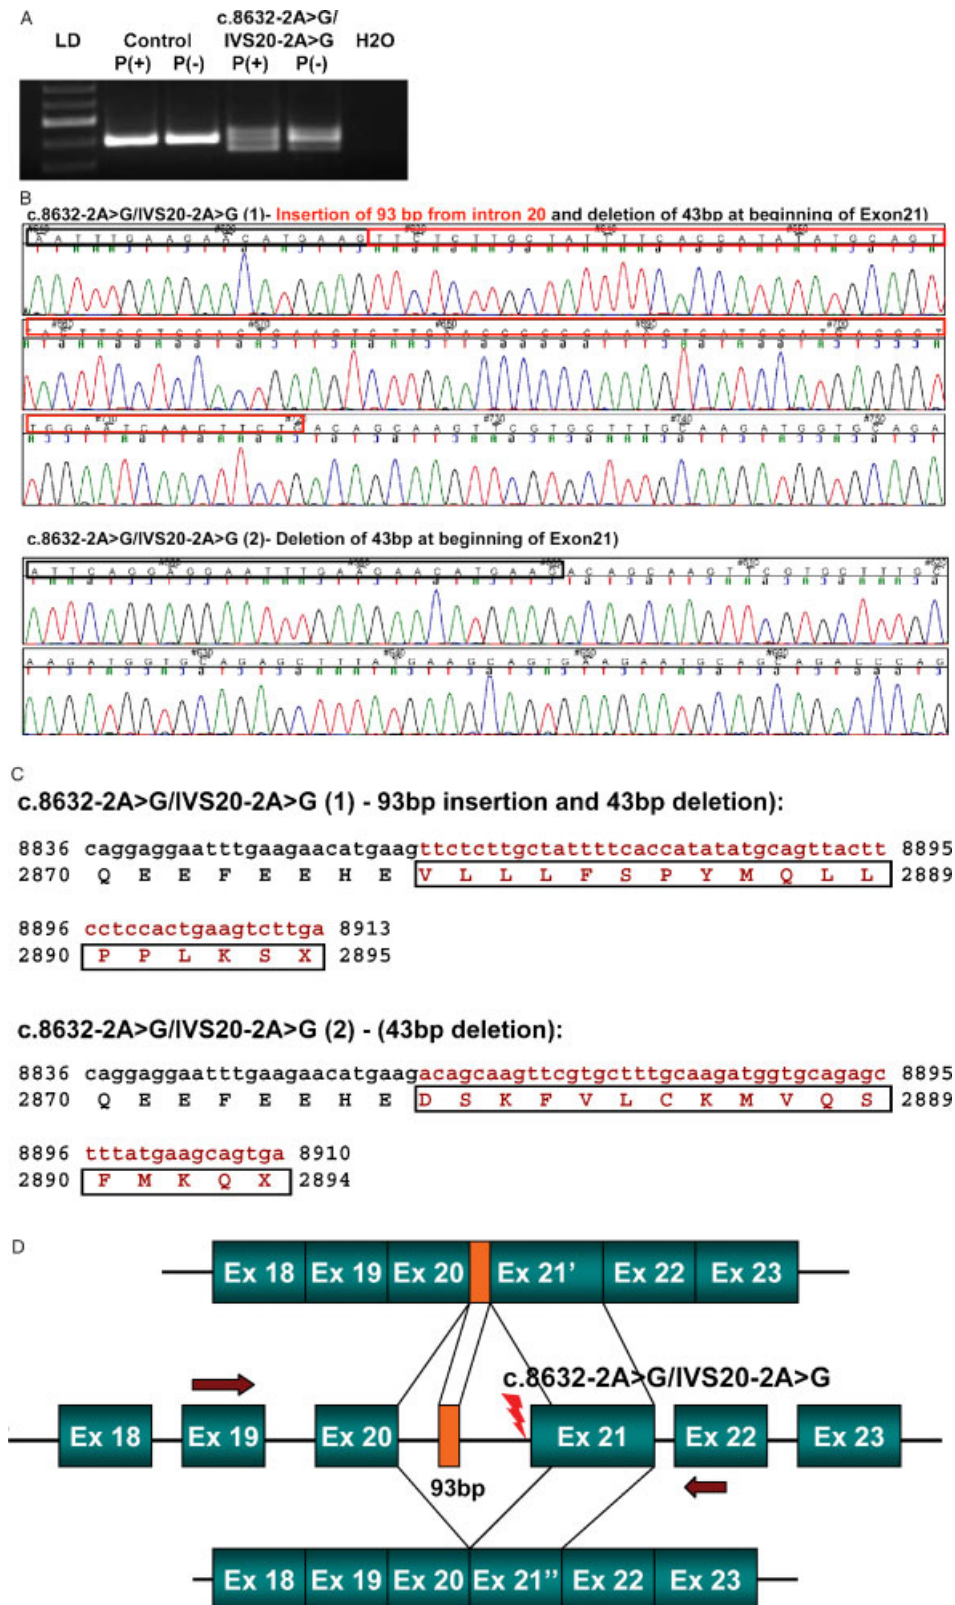 A
c.8632-2A>G/
LD Control IVS20-2A>G H2O
P(+) P(-) P(+) P(-)
B
c.8632-2A>G/IVS20-2A>G (1)- Insertion of 93 bp from intron 20 and deletion of 43bp at beginning of Exon21)
A A T T T G A A G A A C A T G A A G T T C T C T T G C T A T T T T C A C C A T A T A T G C A G T
T G G A A T C A A G T T C T G A C A G C A A G T T C G T G C T T T G C A A G A T G G T G C A G A
c.8632-2A>G/IVS20-2A>G (2)- Deletion of 43bp at beginning of Exon21)
A T T C A G G A G G A A T T T G A A G A A C A T G A A G A C A G C A A G T T C G T G C T T T G C
A A G A T G G T G C A G A G C T T T A T G A A G C A G T G A A G A A T G C A G C A G A C C C A G
C
c.8632-2A>G/IVS20-2A>G (1) - 93bp insertion and 43bp deletion):
8836 caggaggaatttgaagaacatgaagttctcttgctattttcaccatatatgcagttactt 8895
2870 Q E E F E E H E V L L L F S P Y M Q L L 2889
8896 cctccactgaagtcttga 8913
2890 P P L K S X 2895
c.8632-2A>G/IVS20-2A>G (2) - (43bp deletion):
8836 caggaggaatttgaagaacatgaagacagcaagttcgtgctttgcaagatggtgcagagc 8895
2870 Q E E F E E H E D S K F V L C K M V Q S 2889
8896 tttatgaagcagtga 8910
2890 F M K Q X 2894
D
Ex 18 Ex 19 Ex 20 Ex 21' Ex 22 Ex 23
c.8632-2A>G/IVS20-2A>G
Ex 18 Ex 19 Ex 20 Ex 21 Ex 22 Ex 23
93bp
Ex 18 Ex 19 Ex 20 Ex 21'' Ex 22 Ex 23